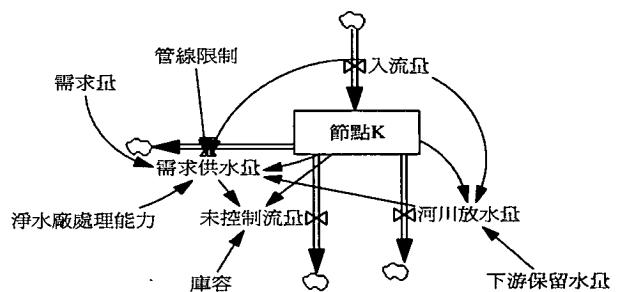 管線限制
入流量
需求量
節點K
需求供水量
淨水廠處理能力
未控制流量
河川放水量
庫容
下游保留水量